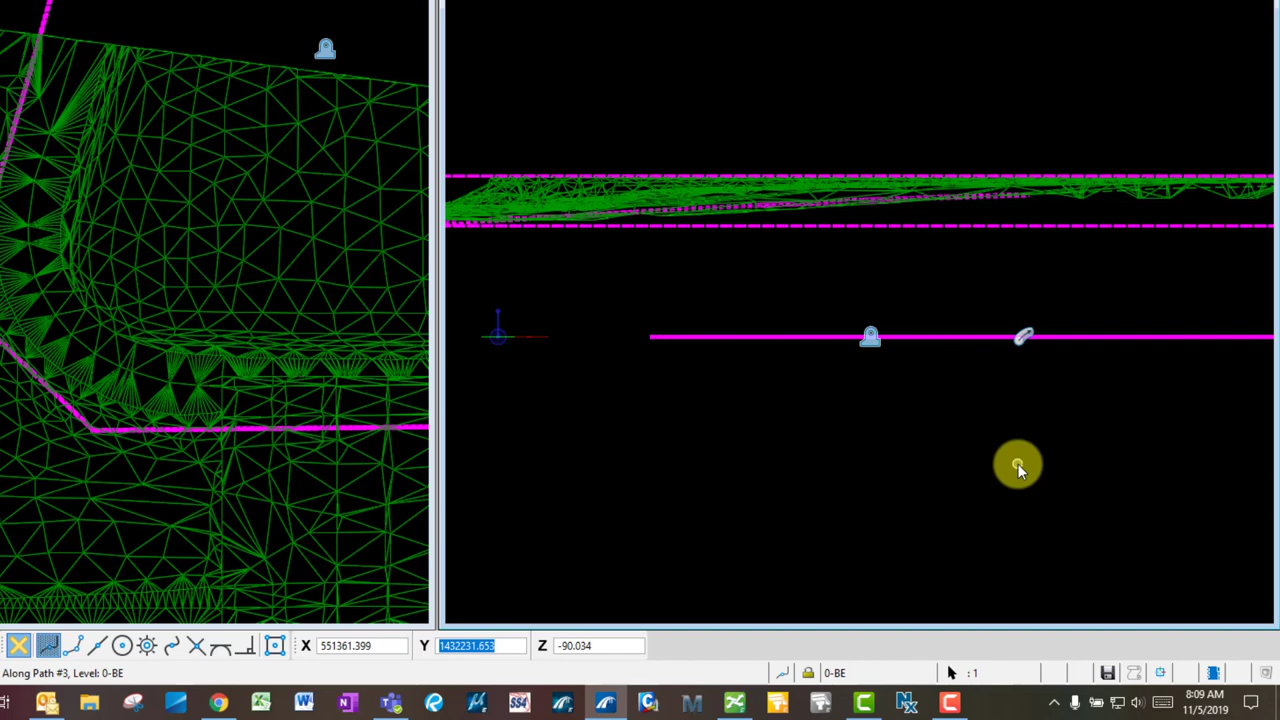 X 551361.399 Y 1432231.653 Z -90.034
Along Path #3, Level: 0-BE 0-BE : 1
SS4
8:09 AM
11/5/2019